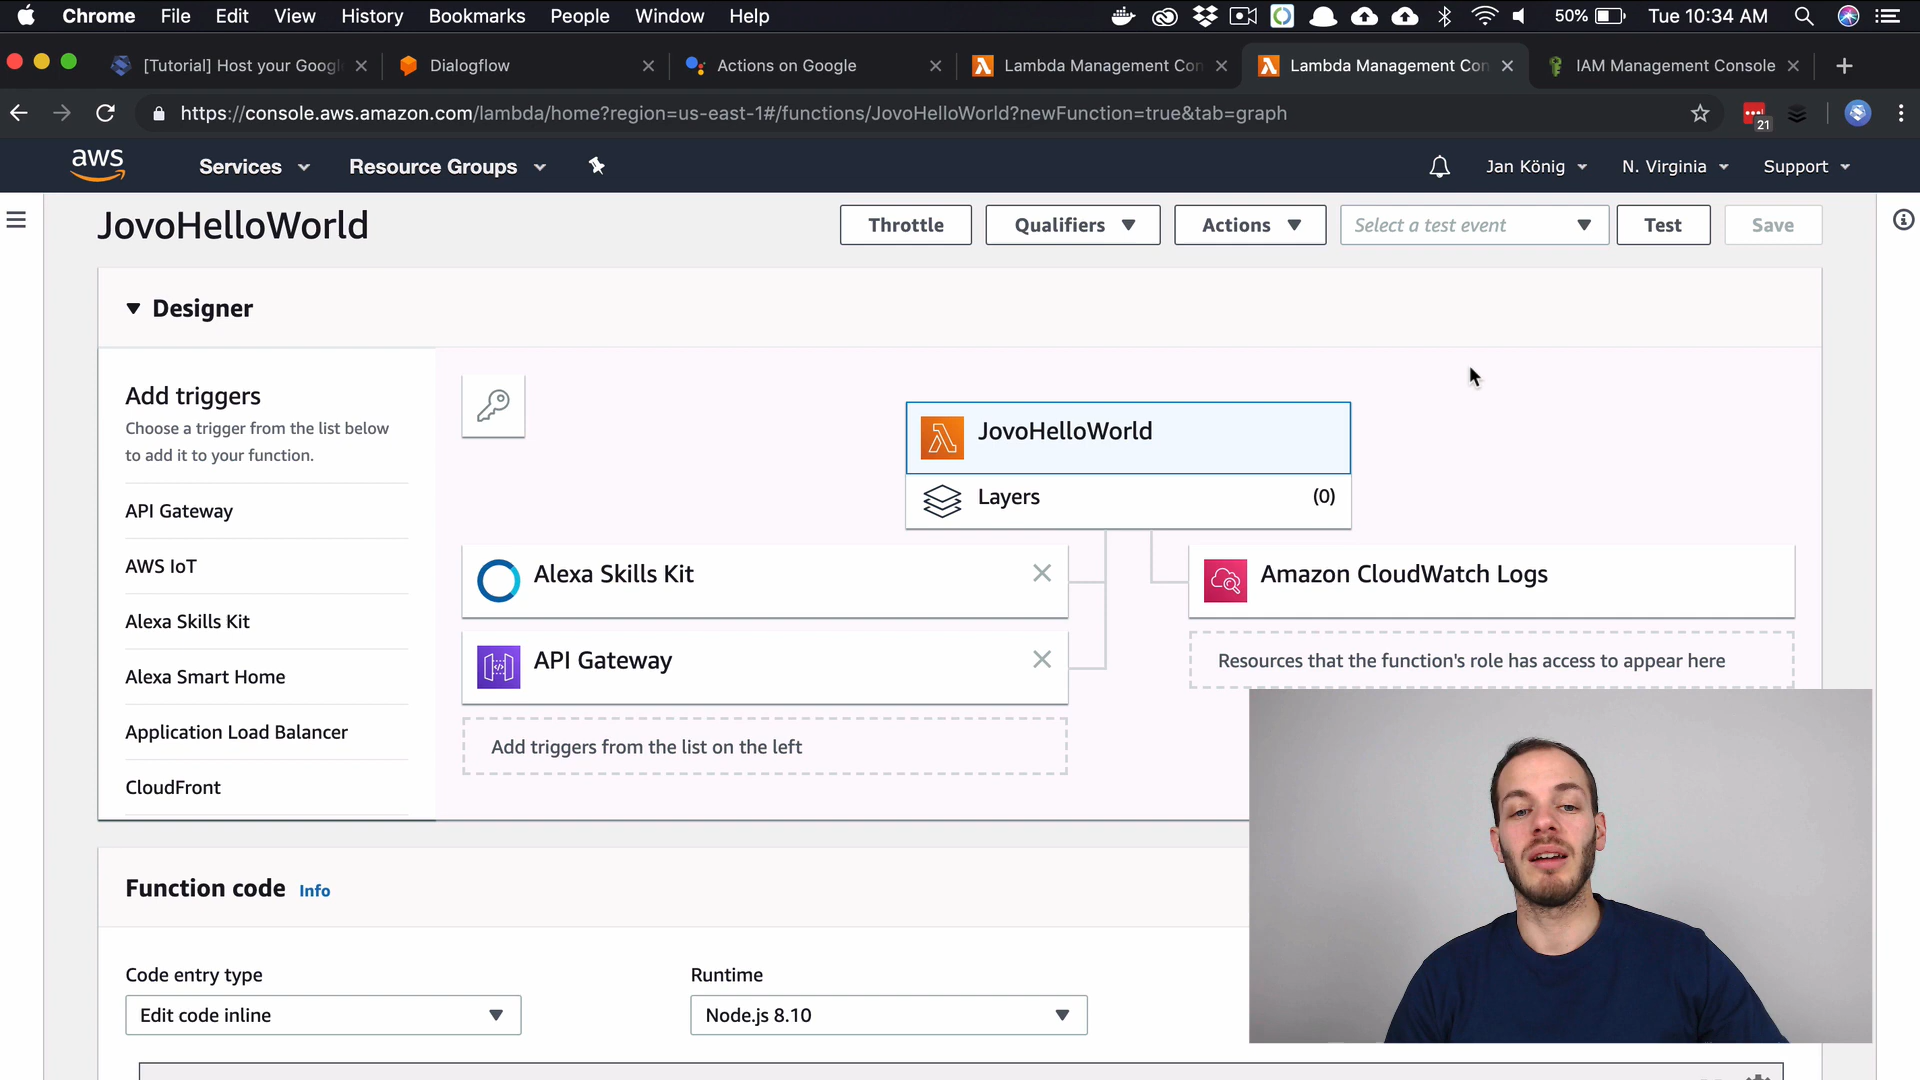 Chrome File Edit View History Bookmarks People Window Help 50% Tue 10:34 AM
[Tutorial] Host your Googl Dialogflow Actions on Google Lambda Management Con Lambda Management Con IAM Management Console
https://console.aws.amazon.com/lambda/home?region=us-east-1#/functions/JovoHelloWorld?newFunction=true&tab=graph 21
aws Services Resource Groups Jan König N. Virginia Support
JovoHelloWorld Throttle Qualifiers Actions Select a test event Test Save
Designer
Add triggers
Choose a trigger from the list below
to add it to your function.
API Gateway
AWS IoT
Alexa Skills Kit
Alexa Smart Home
Application Load Balancer
CloudFront
JovoHelloWorld
Layers (0)
Alexa Skills Kit
API Gateway
Add triggers from the list on the left
Amazon CloudWatch Logs
Resources that the function's role has access to appear here
Function code Info
Code entry type
Edit code inline
Runtime
Node.js 8.10